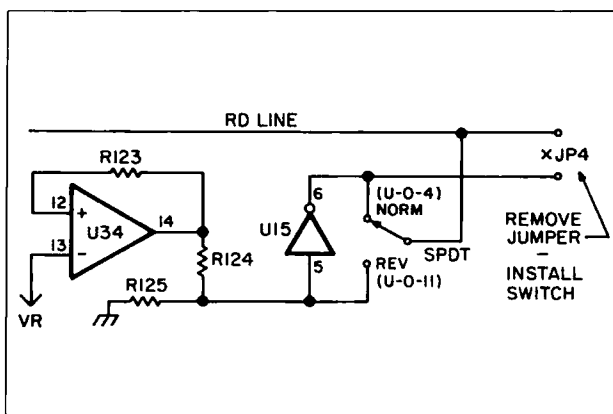 RD LINE
R123
xJP4
12
+
U34
14
13
-
6
(U-0-4)
NORM
U15
R124
SPDT
REMOVE
JUMPER
-
INSTALL
SWITCH
5
REV
(U-0-11)
R125
VR